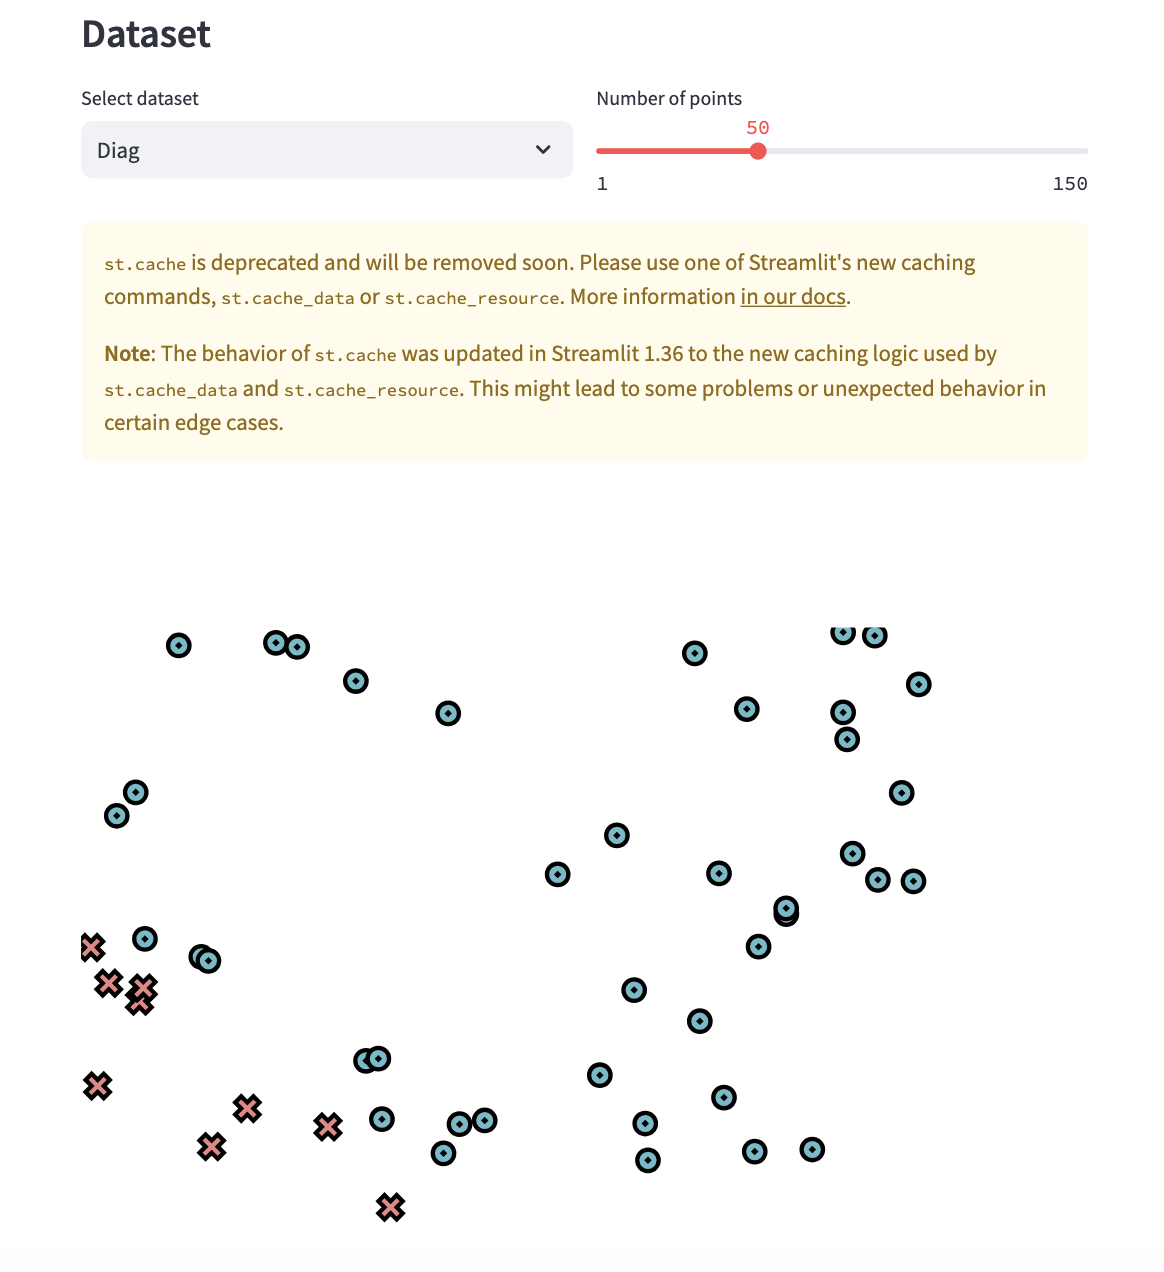 Dataset
Select dataset
Number of points
Diag
50
1
150
st.cache is deprecated and will be removed soon. Please use one of Streamlit's new caching
commands, st.cache_data or st.cache_resource. More information in our docs.
Note: The behavior of st.cache was updated in Streamlit 1.36 to the new caching logic used by
st.cache_data and st.cache_resource. This might lead to some problems or unexpected behavior in
certain edge cases.